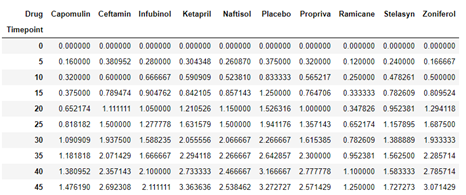 Drug Capomulin Ceftamin Infubinol Ketapril Naftisol Placebo Propriva Ramicane Stelasyn Zoniferol
Timepoint
0 0.000000 0.000000 0.000000 0.000000 0.000000 0.000000 0.000000 0.000000 0.000000 0.000000
5 0.160000 0.380952 0.280000 0.304348 0.260870 0.375000 0.320000 0.120000 0.240000 0.166667
10 0.320000 0.600000 0.666667 0.590909 0.523810 0.833333 0.565217 0.250000 0.478261 0.500000
15 0.375000 0.789474 0.904762 0.842105 0.857143 1.250000 0.764706 0.333333 0.782609 0.809524
20 0.652174 1.111111 1.050000 1.210526 1.150000 1.526316 1.000000 0.347826 0.952381 1.294118
25 0.818182 1.500000 1.277778 1.631579 1.500000 1.941176 1.357143 0.652174 1.157895 1.687500
30 1.090909 1.937500 1.588235 2.055556 2.066667 2.266667 1.615385 0.782609 1.388889 1.933333
35 1.181818 2.071429 1.666667 2.294118 2.266667 2.642857 2.300000 0.952381 1.562500 2.285714
40 1.380952 2.357143 2.100000 2.733333 2.466667 3.166667 2.777778 1.100000 1.583333 2.785714
45 1.476190 2.692308 2.111111 3.363636 2.538462 3.272727 2.571429 1.250000 1.727273 3.071429